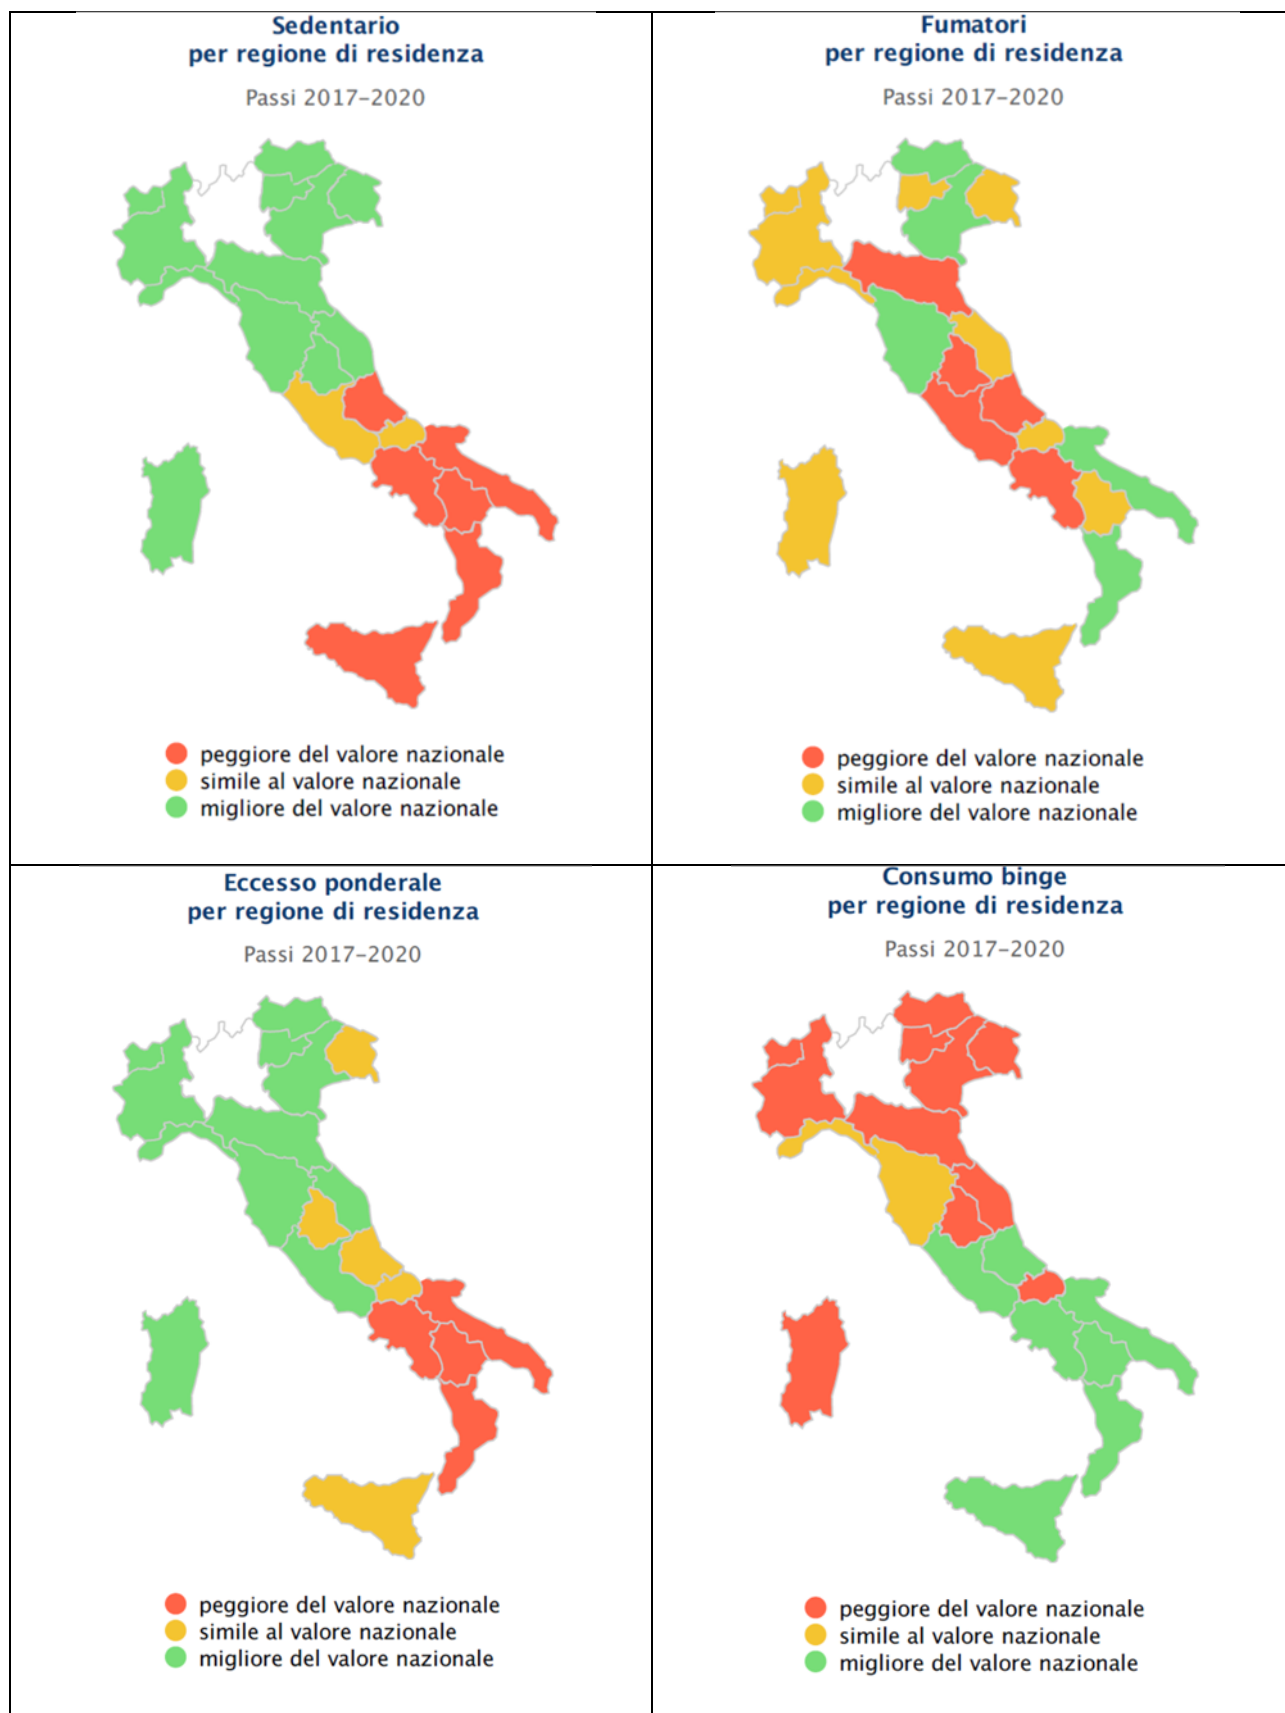 Sedentario
per regione di residenza
Passi 2017–2020
peggiore del valore nazionale
simile al valore nazionale
migliore del valore nazionale
Fumatori
per regione di residenza
Passi 2017–2020
peggiore del valore nazionale
simile al valore nazionale
migliore del valore nazionale
Eccesso ponderale
per regione di residenza
Passi 2017–2020
peggiore del valore nazionale
simile al valore nazionale
migliore del valore nazionale
Consumo binge
per regione di residenza
Passi 2017–2020
peggiore del valore nazionale
simile al valore nazionale
migliore del valore nazionale